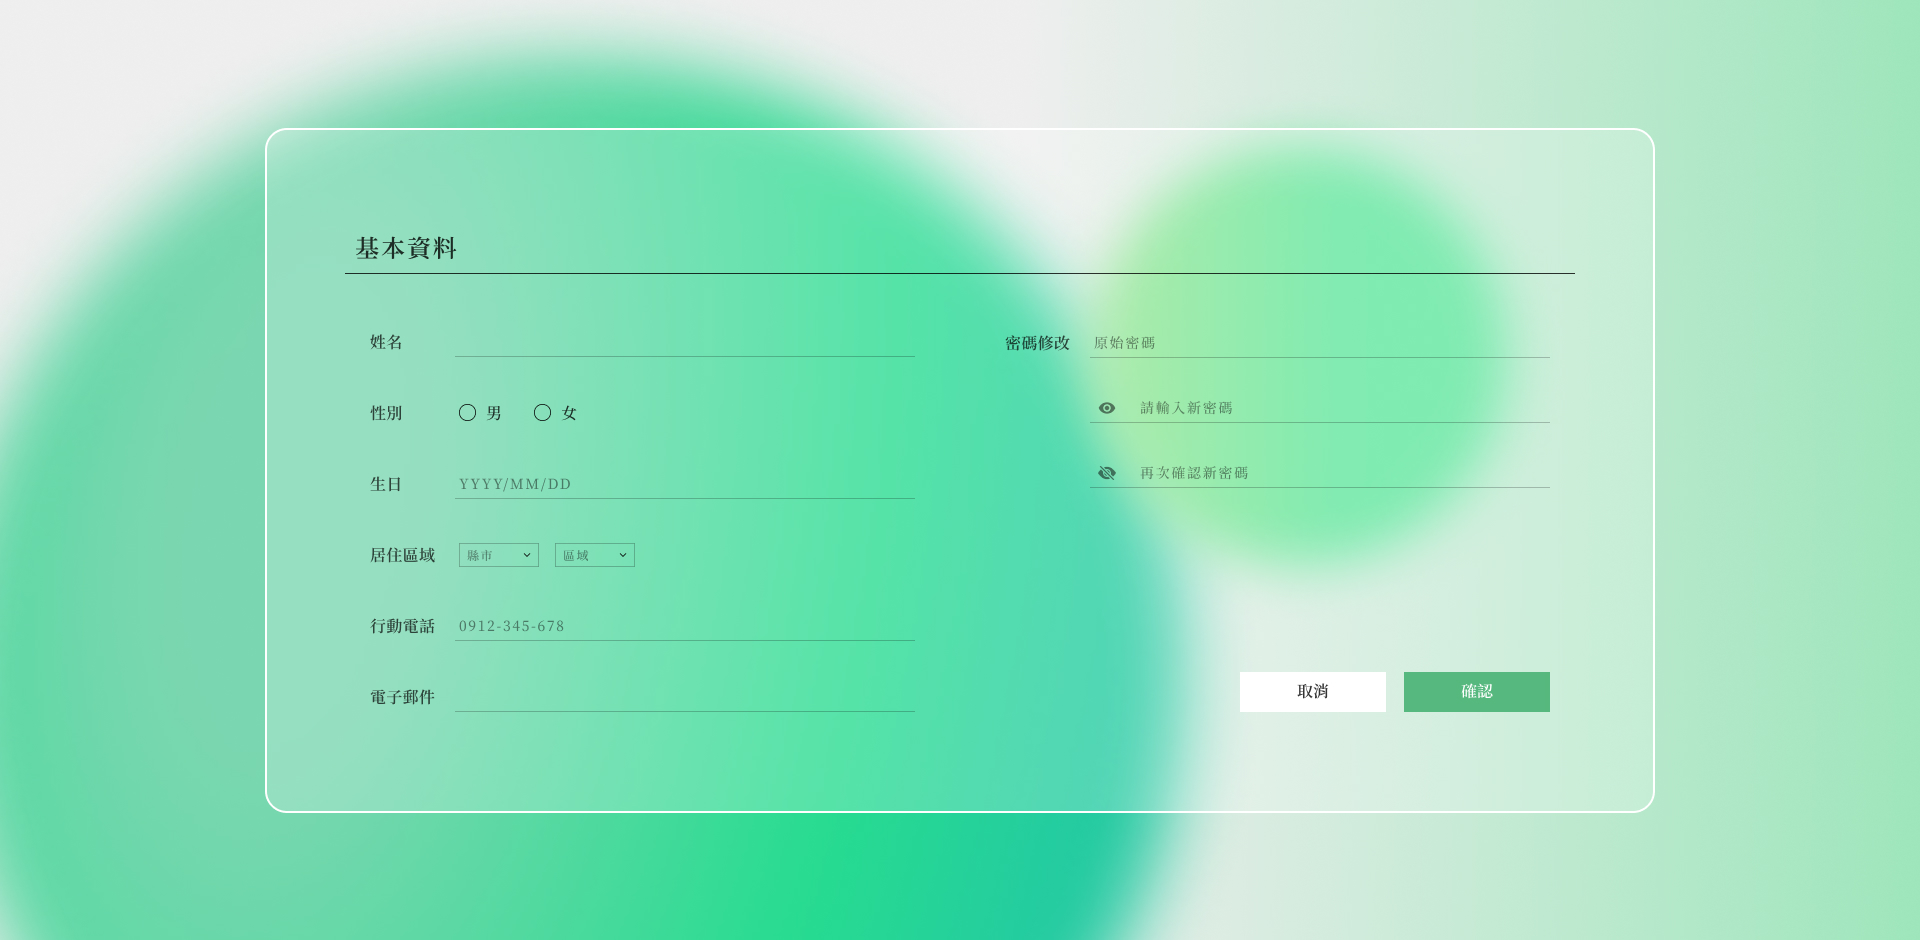 基本資料
姓名
性別 男 女
生日 YYYY/MM/DD
居住區域 縣市 區域
行動電話 0912-345-678
電子郵件
密碼修改 原始密碼
請輸入新密碼
再次確認新密碼
取消 確認